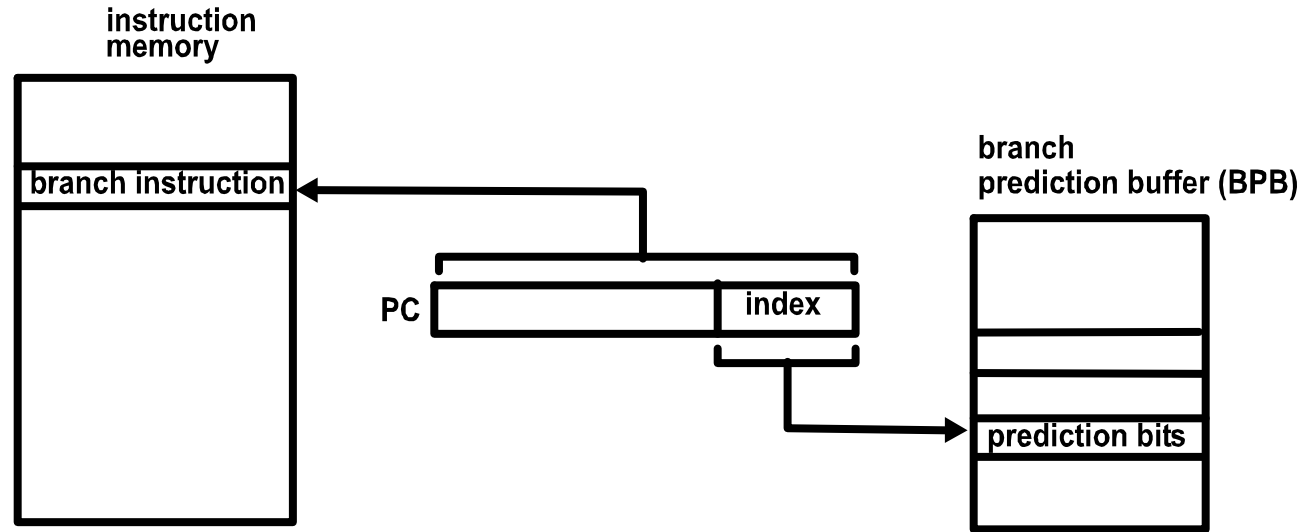 instruction
memory
branch instruction
branch
prediction buffer (BPB)
PC
index
prediction bits